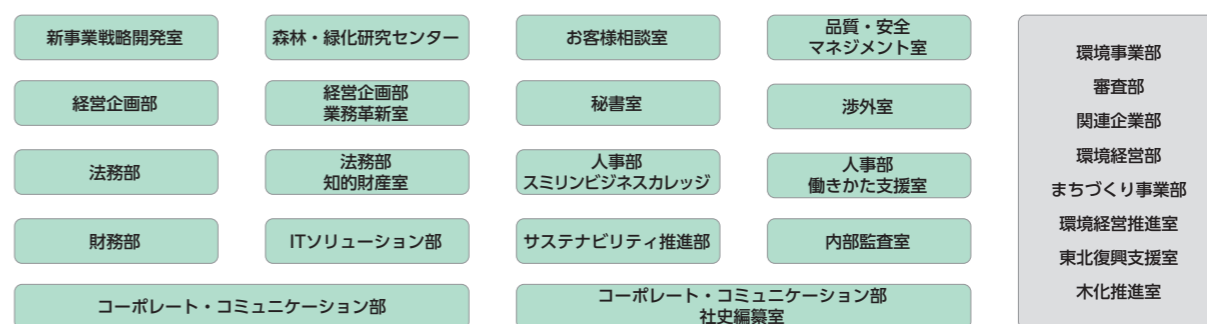 新事業戦略開発室
森林・緑化研究センター
お客様相談室
品質・安全
マネジメント室
経営企画部
経営企画部
業務革新室
秘書室
渉外室
法務部
法務部
知的財産室
人事部
スミリンビジネスカレッジ
人事部
働きかた支援室
財務部
ITソリューション部
サステナビリティ推進部
内部監査室
コーポレート・コミュニケーション部
コーポレート・コミュニケーション部
社史編纂室
環境事業部
審査部
関連企業部
環境経営部
まちづくり事業部
環境経営推進室
東北復興支援室
木化推進室